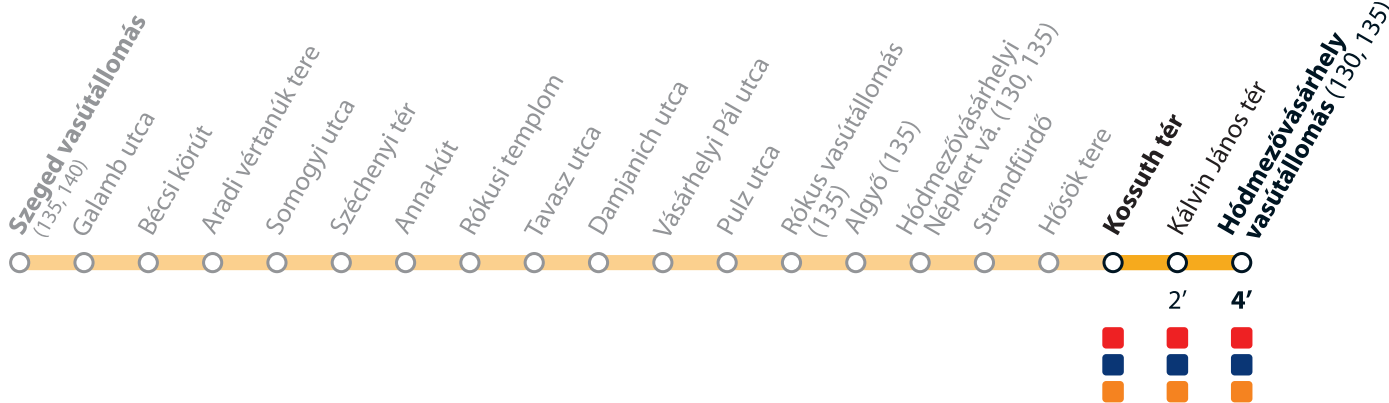 Szeged vasútállomás
(135, 140)
Galamb utca
Bécsi körút
Aradi vértanúk tere
Somogyi utca
Széchenyi tér
Anna-kút
Rókusi templom
Tavasz utca
Damjanich utca
Vásárhelyi Pál utca
Pulz utca
Rókus vasútállomás
(135)
Algyő (135)
Hódmezővásárhelyi
Népkert vá. (130, 135)
Strandfürdő
Hősök tere
Kossuth tér
Kálvin János tér
Hódmezővásárhely
vasútállomás (130, 135)
2’
4’